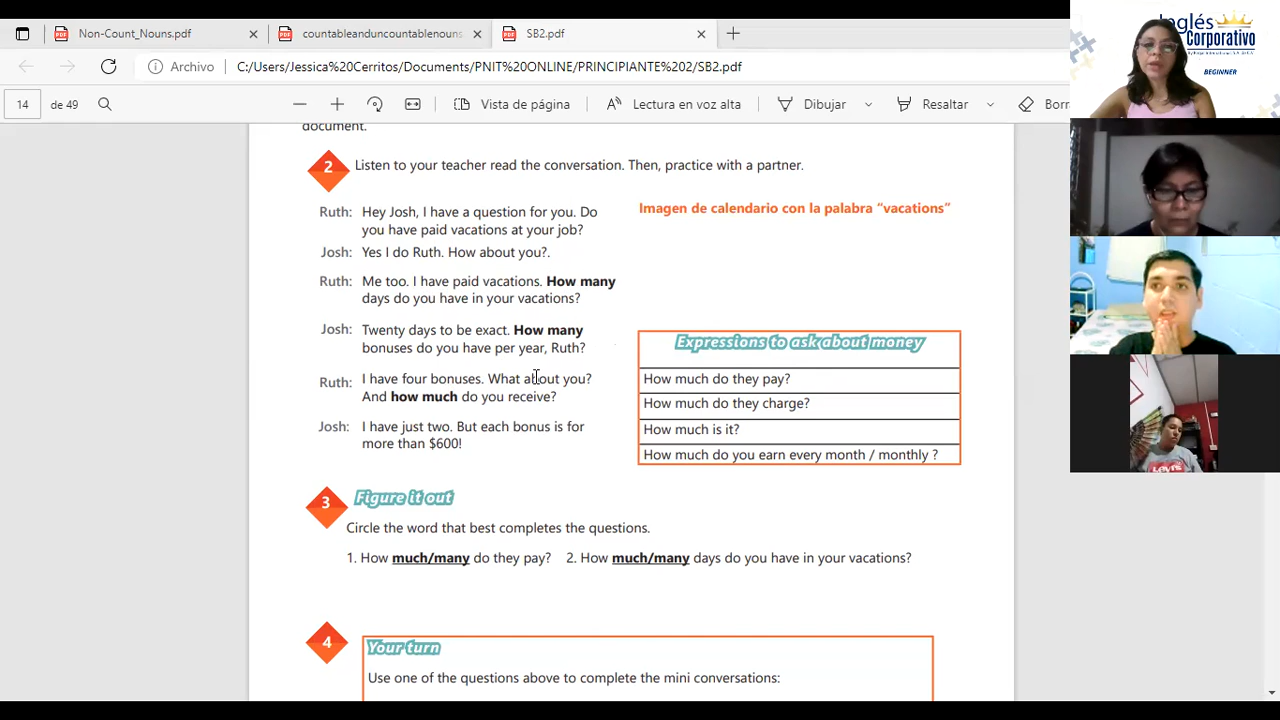 Non-Count_Nouns.pdf
countableanduncountablenouns
SB2.pdf
Archivo
C:/Users/Jessica%20Cerritos/Documents/PNIT%20ONLINE/PRINCIPIANTE%202/SB2.pdf
14
de 49
Vista de página
Lectura en voz alta
Dibujar
Resaltar
Borr
document.
2
Listen to your teacher read the conversation. Then, practice with a partner.
Imagen de calendario con la palabra “vacations”
Ruth: Hey Josh, I have a question for you. Do
you have paid vacations at your job?
Josh: Yes I do Ruth. How about you?.
Ruth: Me too. I have paid vacations. How many
days do you have in your vacations?
Josh: Twenty days to be exact. How many
bonuses do you have per year, Ruth?
Ruth: I have four bonuses. What about you?
And how much do you receive?
Josh: I have just two. But each bonus is for
more than $600!
Expressions to ask about money
How much do they pay?
How much do they charge?
How much is it?
How much do you earn every month / monthly ?
3
Figure it out
Circle the word that best completes the questions.
1. How much/many do they pay? 2. How much/many days do you have in your vacations?
4
Your turn
Use one of the questions above to complete the mini conversations:
Inglés
Corporativo
BEGINNER